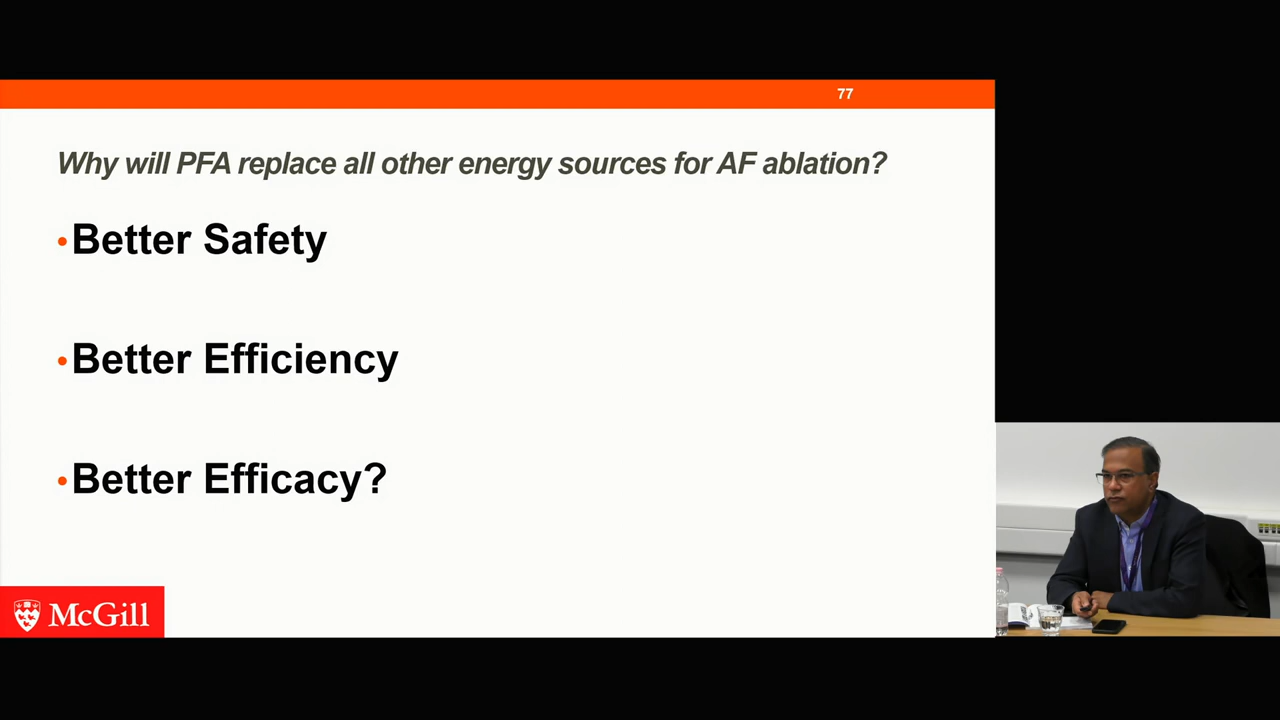 77
Why will PFA replace all other energy sources for AF ablation?
•Better Safety
•Better Efficiency
•Better Efficacy?
McGill